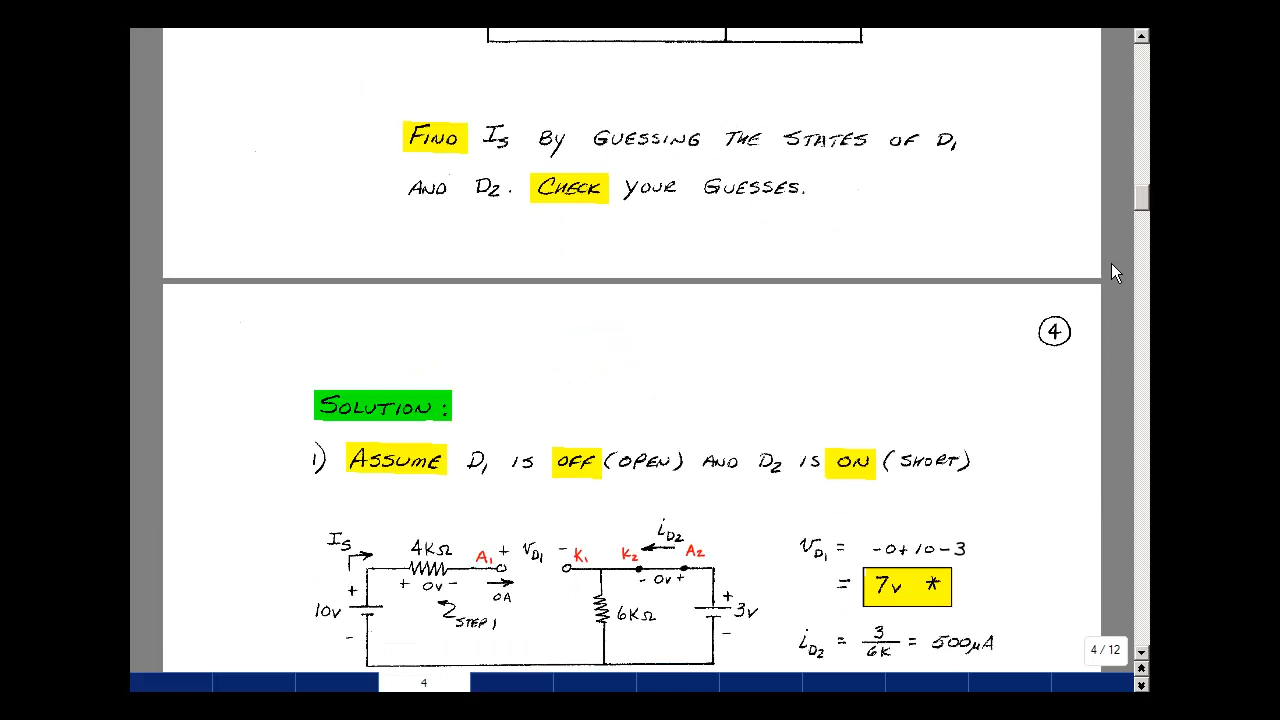 FIND IS BY GUESSING THE STATES OF D1
AND D2. CHECK YOUR GUESSES.
4
SOLUTION:
1) ASSUME D1 IS OFF (OPEN) AND D2 IS ON (SHORT)
IS
4KΩ
A1
+ VD1 -
K1
K2
iD2
A2
+ 0V -
0A
- 0V +
STEP 1
+
10V
-
6KΩ
+
3V
-
VD1 = -0+10-3
= 7V *
iD2 = 3/6K = 500μA
4 / 12
4